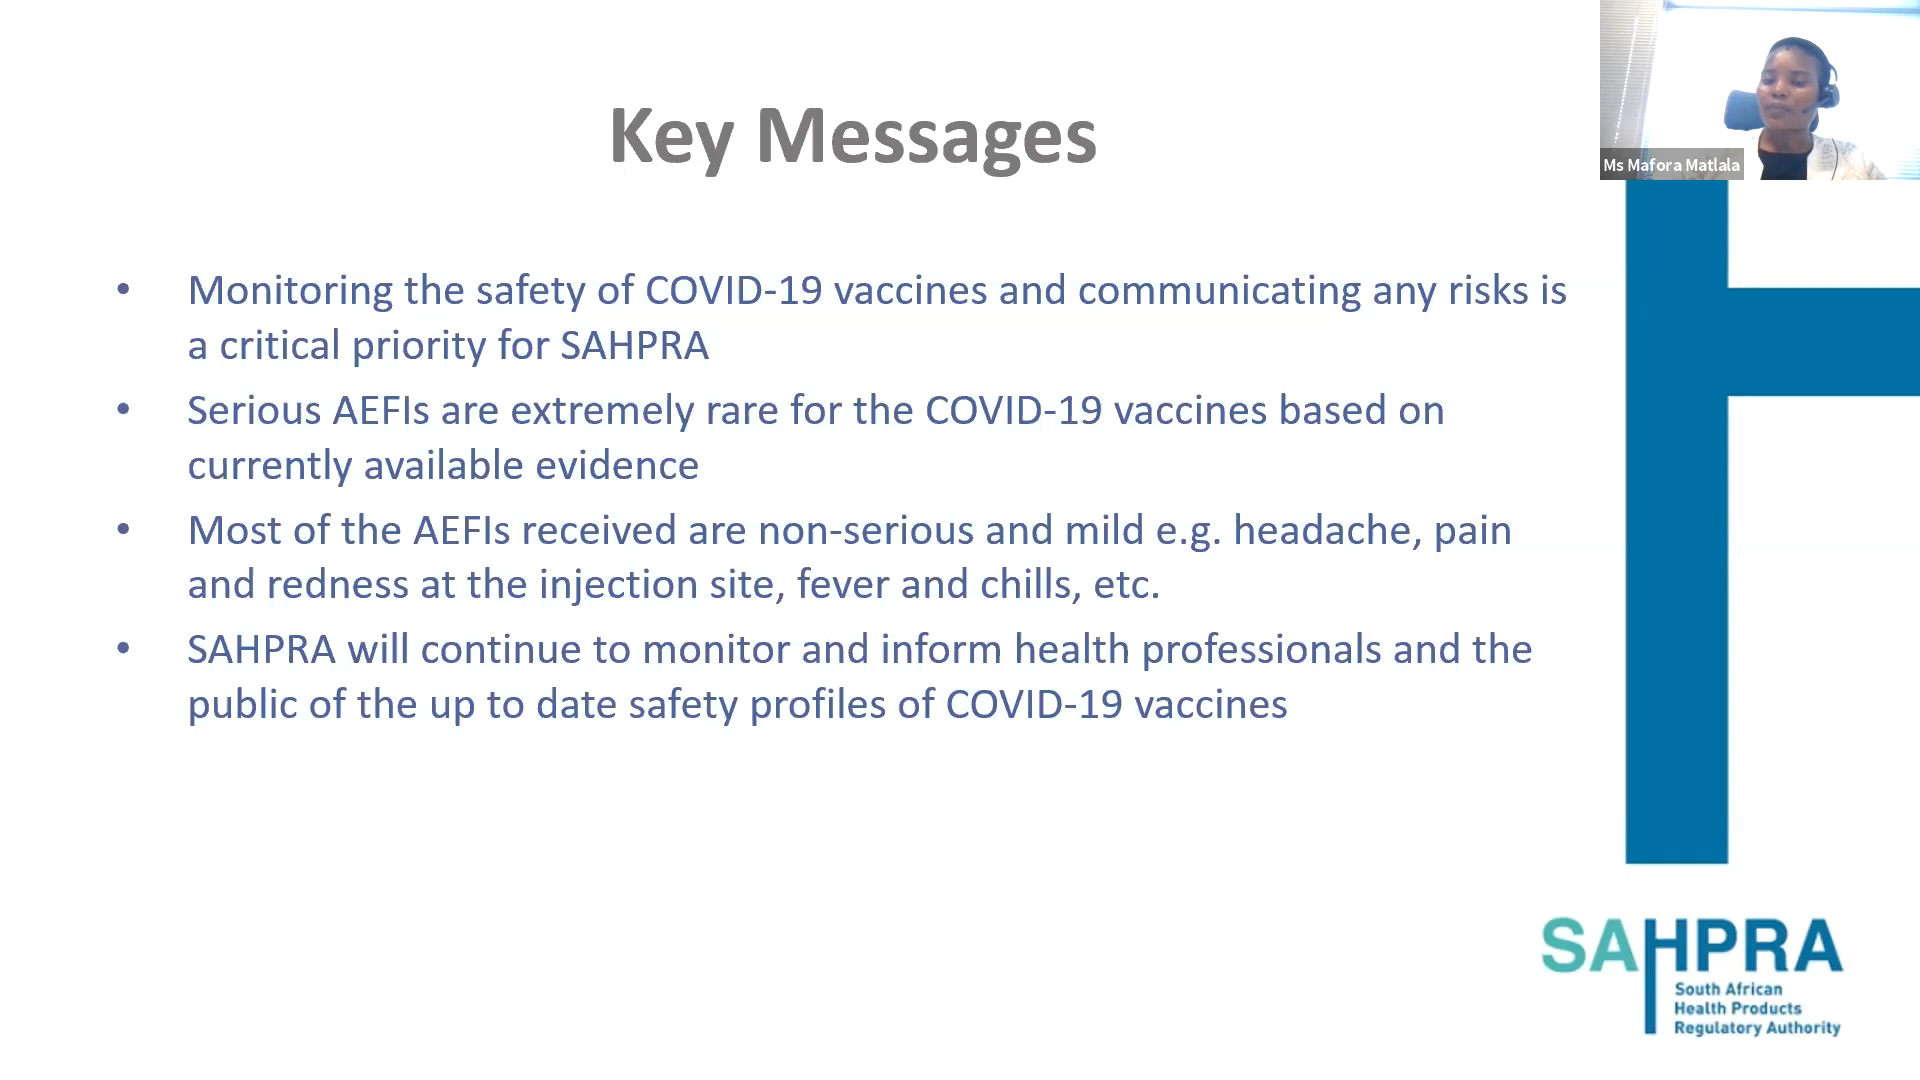 Key Messages
Ms Mafora Matlala
• Monitoring the safety of COVID-19 vaccines and communicating any risks is
a critical priority for SAHPRA
• Serious AEFIs are extremely rare for the COVID-19 vaccines based on
currently available evidence
• Most of the AEFIs received are non-serious and mild e.g. headache, pain
and redness at the injection site, fever and chills, etc.
• SAHPRA will continue to monitor and inform health professionals and the
public of the up to date safety profiles of COVID-19 vaccines
SAHPRA
South African
Health Products
Regulatory Authority